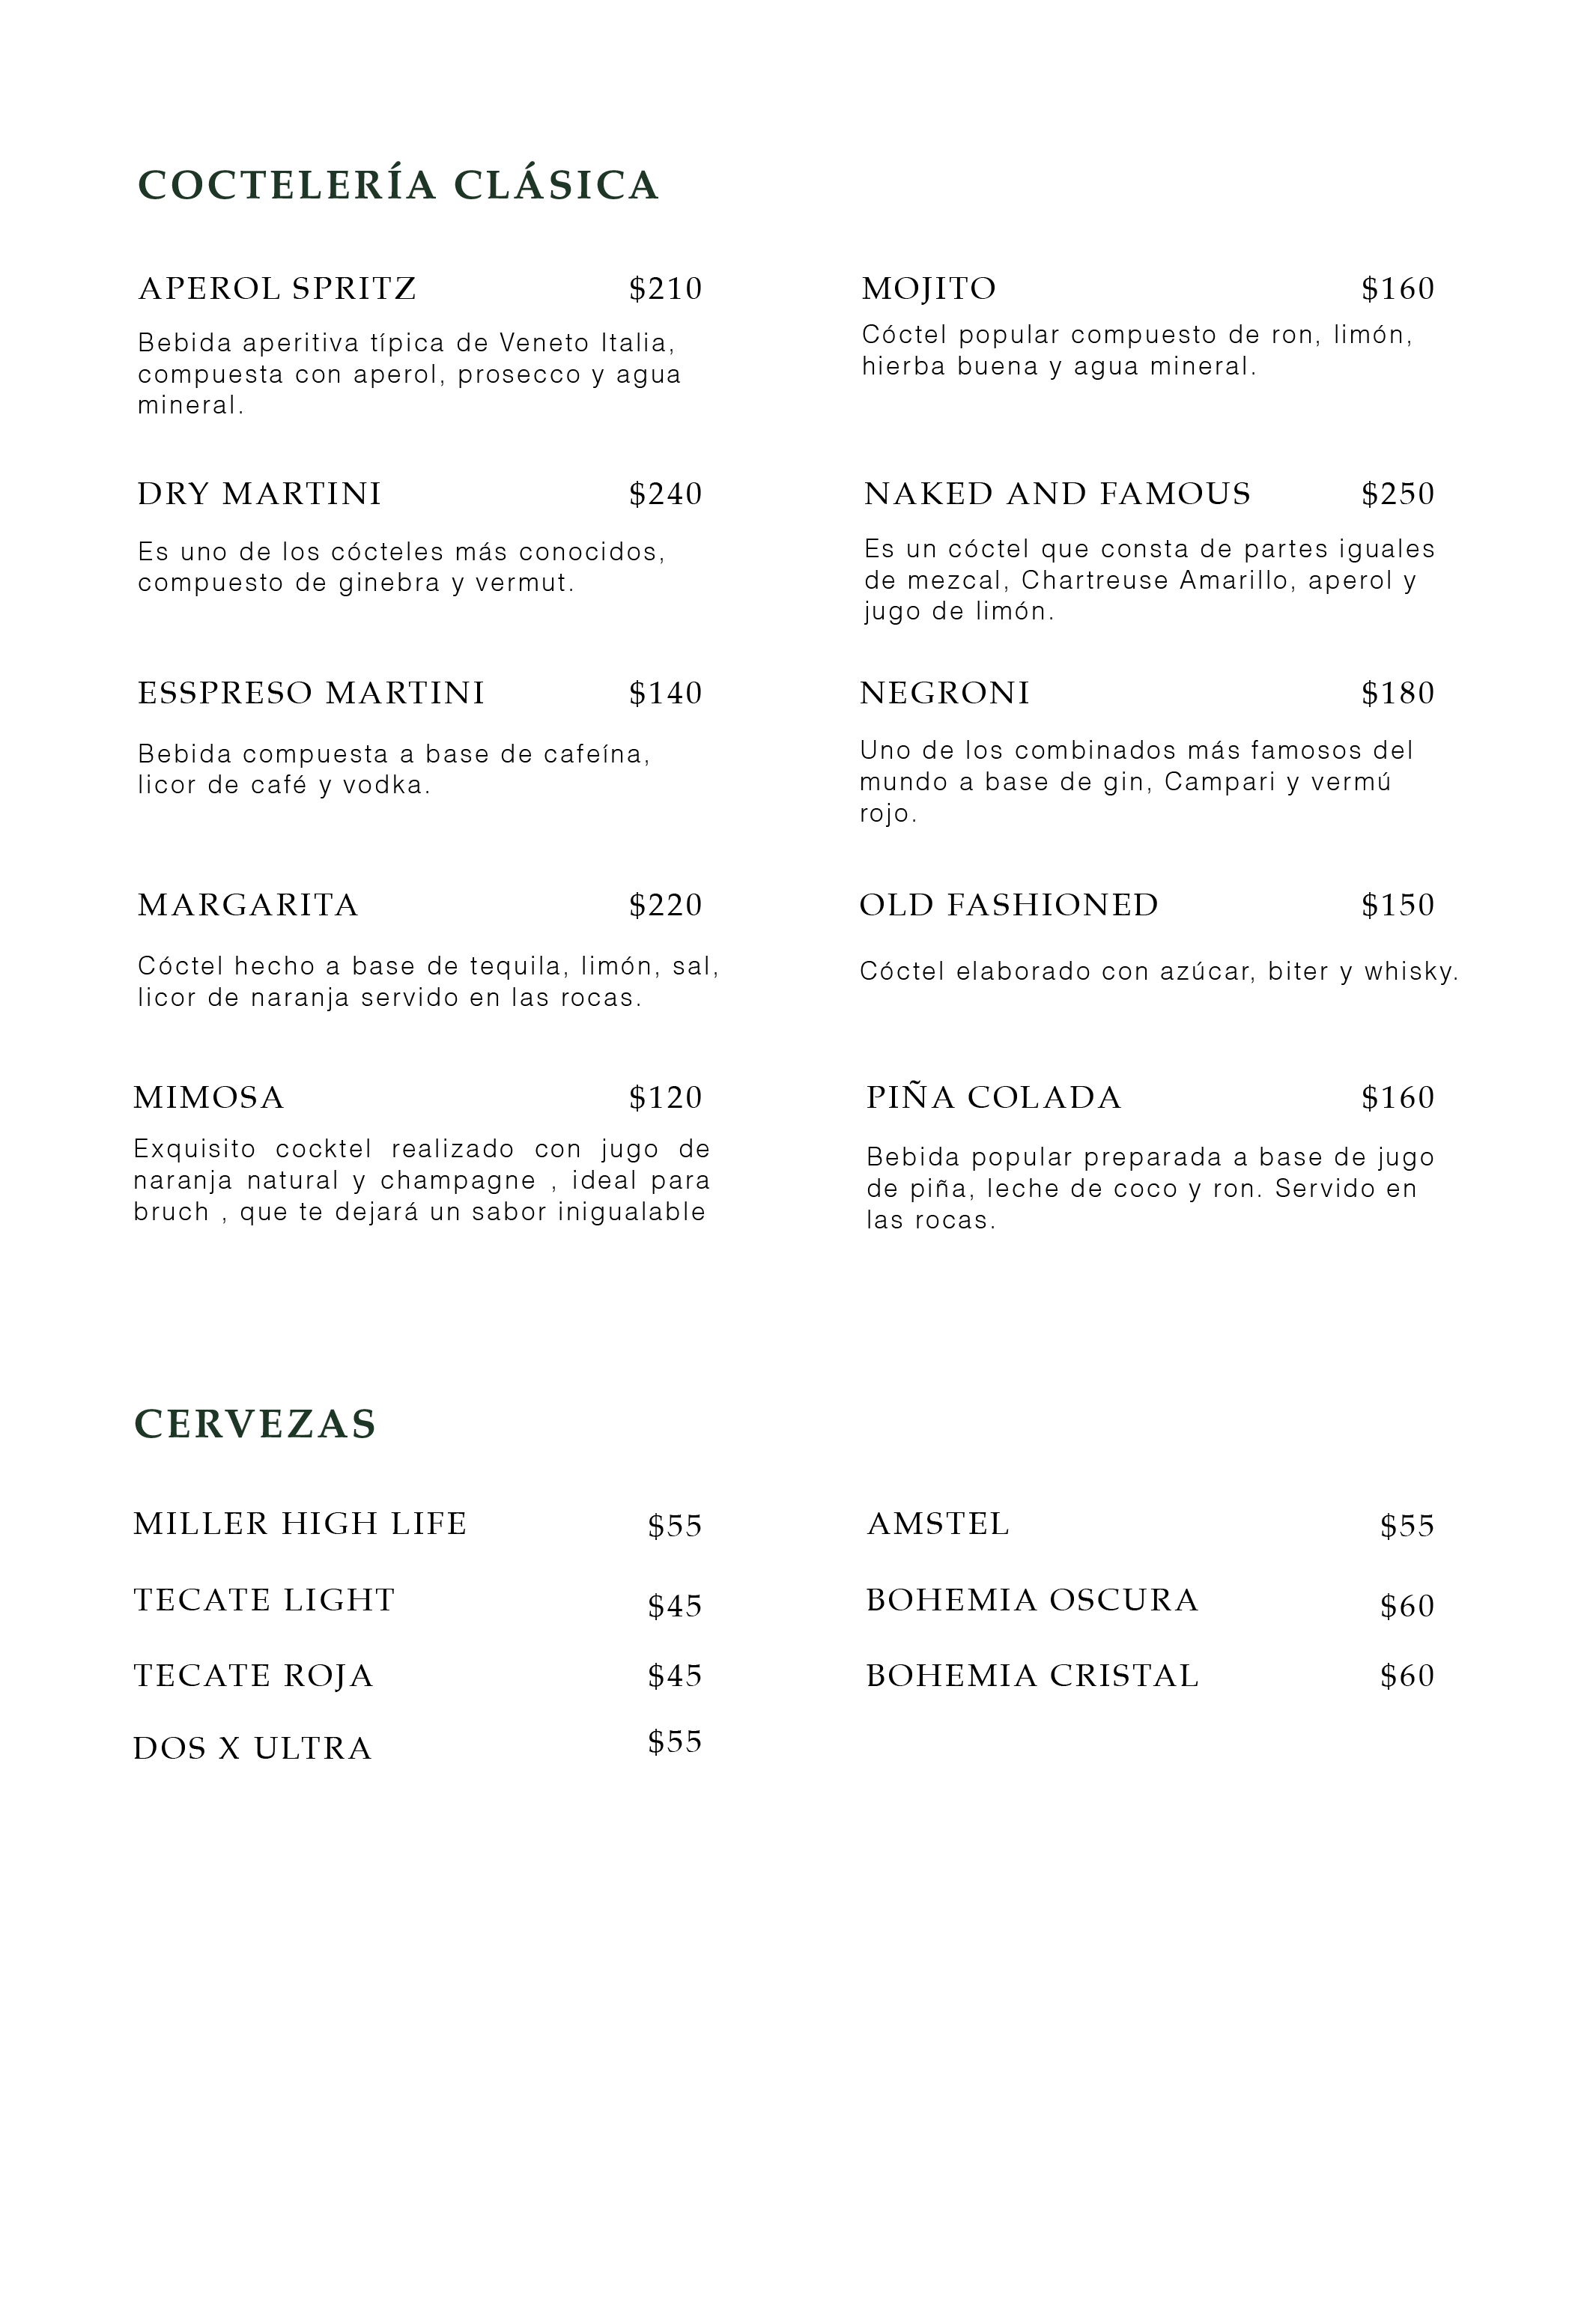 COCTELERÍA CLÁSICA
APEROL SPRITZ $210
Bebida aperitiva típica de Veneto Italia,
compuesta con aperol, prosecco y agua
mineral.
MOJITO $160
Cóctel popular compuesto de ron, limón,
hierba buena y agua mineral.
DRY MARTINI $240
Es uno de los cócteles más conocidos,
compuesto de ginebra y vermut.
NAKED AND FAMOUS $250
Es un cóctel que consta de partes iguales
de mezcal, Chartreuse Amarillo, aperol y
jugo de limón.
ESSPRESO MARTINI $140
Bebida compuesta a base de cafeína,
licor de café y vodka.
NEGRONI $180
Uno de los combinados más famosos del
mundo a base de gin, Campari y vermú
rojo.
MARGARITA $220
Cóctel hecho a base de tequila, limón, sal,
licor de naranja servido en las rocas.
OLD FASHIONED $150
Cóctel elaborado con azúcar, biter y whisky.
MIMOSA $120
Exquisito cocktel realizado con jugo de
naranja natural y champagne , ideal para
bruch , que te dejará un sabor inigualable
PIÑA COLADA $160
Bebida popular preparada a base de jugo
de piña, leche de coco y ron. Servido en
las rocas.
CERVEZAS
MILLER HIGH LIFE $55
TECATE LIGHT $45
TECATE ROJA $45
DOS X ULTRA $55
AMSTEL $55
BOHEMIA OSCURA $60
BOHEMIA CRISTAL $60